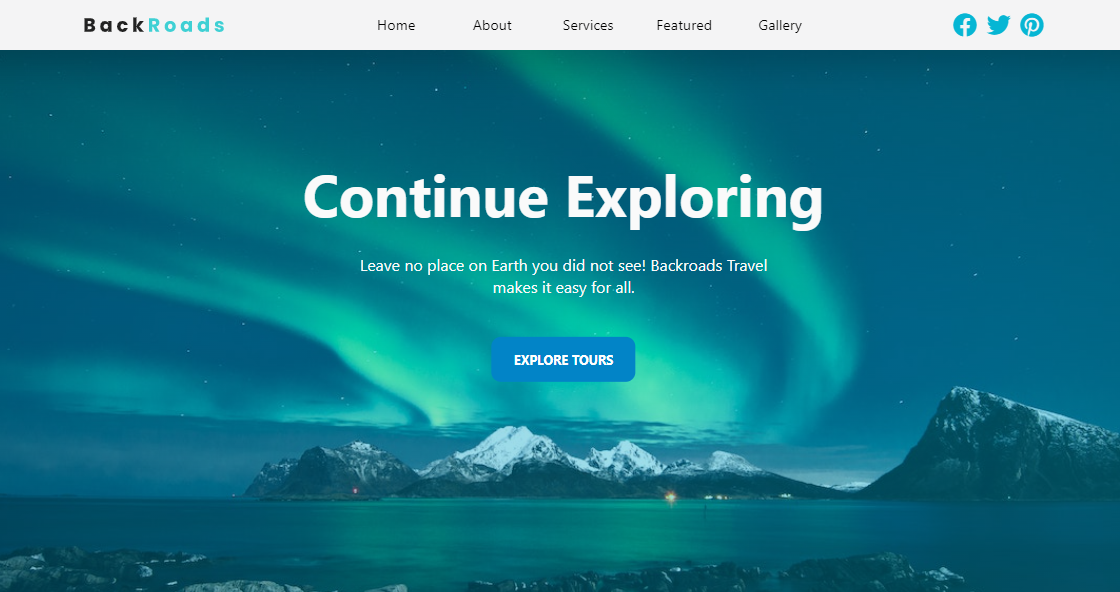 BackRoads
Home About Services Featured Gallery
Continue Exploring
Leave no place on Earth you did not see! Backroads Travel
makes it easy for all.
EXPLORE TOURS